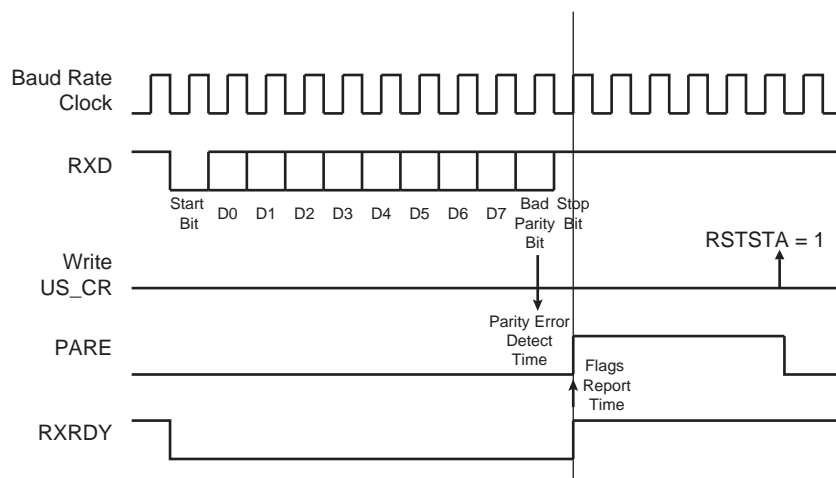 Baud Rate
Clock
RXD
Start
Bit
D0 D1 D2 D3 D4 D5 D6 D7
Bad
Parity
Bit
Stop
Bit
Write
US_CR
RSTSTA = 1
Parity Error
Detect
Time
PARE
Flags
Report
Time
RXRDY